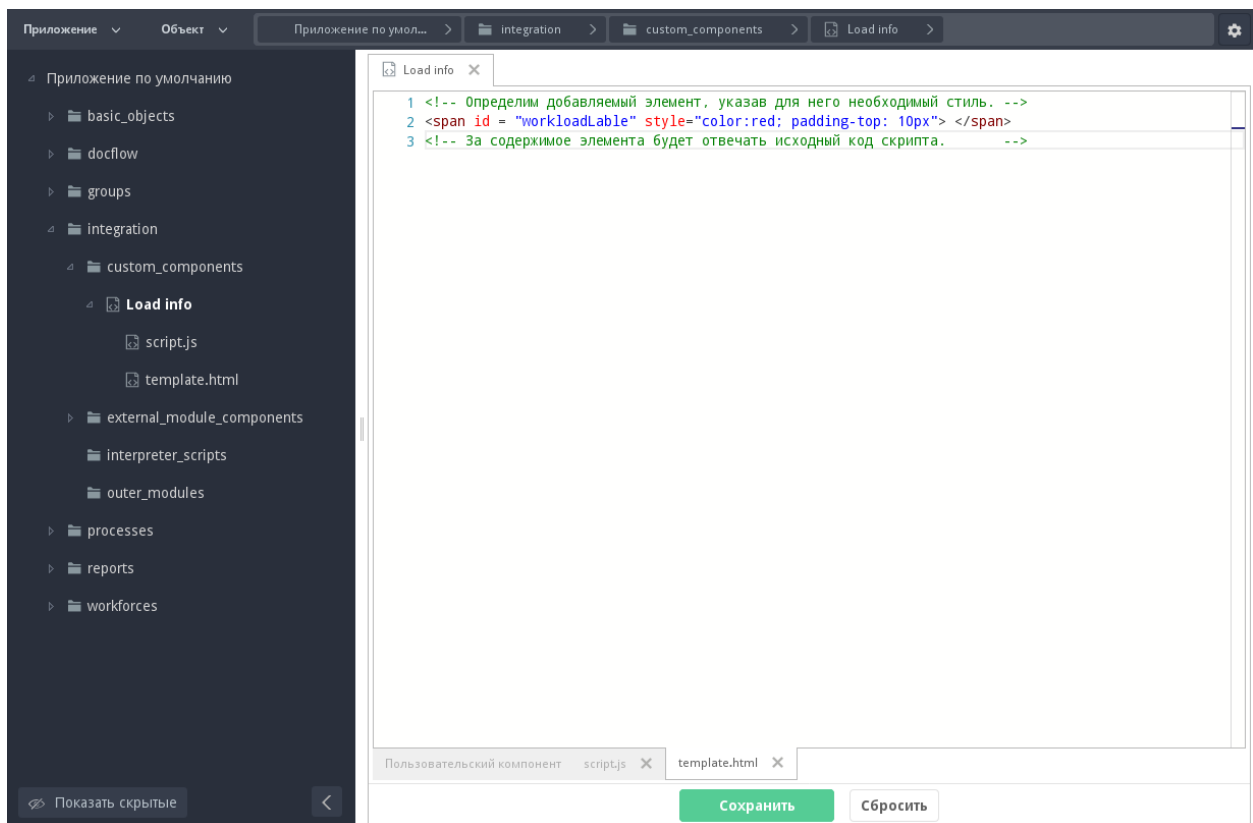 Приложение Объект Приложение по умол... integration custom_components Load info
Приложение по умолчанию
basic_objects
docflow
groups
integration
custom_components
Load info
script.js
template.html
external_module_components
interpreter_scripts
outer_modules
processes
reports
workforces
Показать скрытые
Load info
1 <!-- Определим добавляемый элемент, указав для него необходимый стиль. -->
2 <span id = "workloadLable" style="color:red; padding-top: 10px"> </span>
3 <!-- За содержимое элемента будет отвечать исходный код скрипта. -->
Пользовательский компонент script.js template.html
Сохранить Сбросить